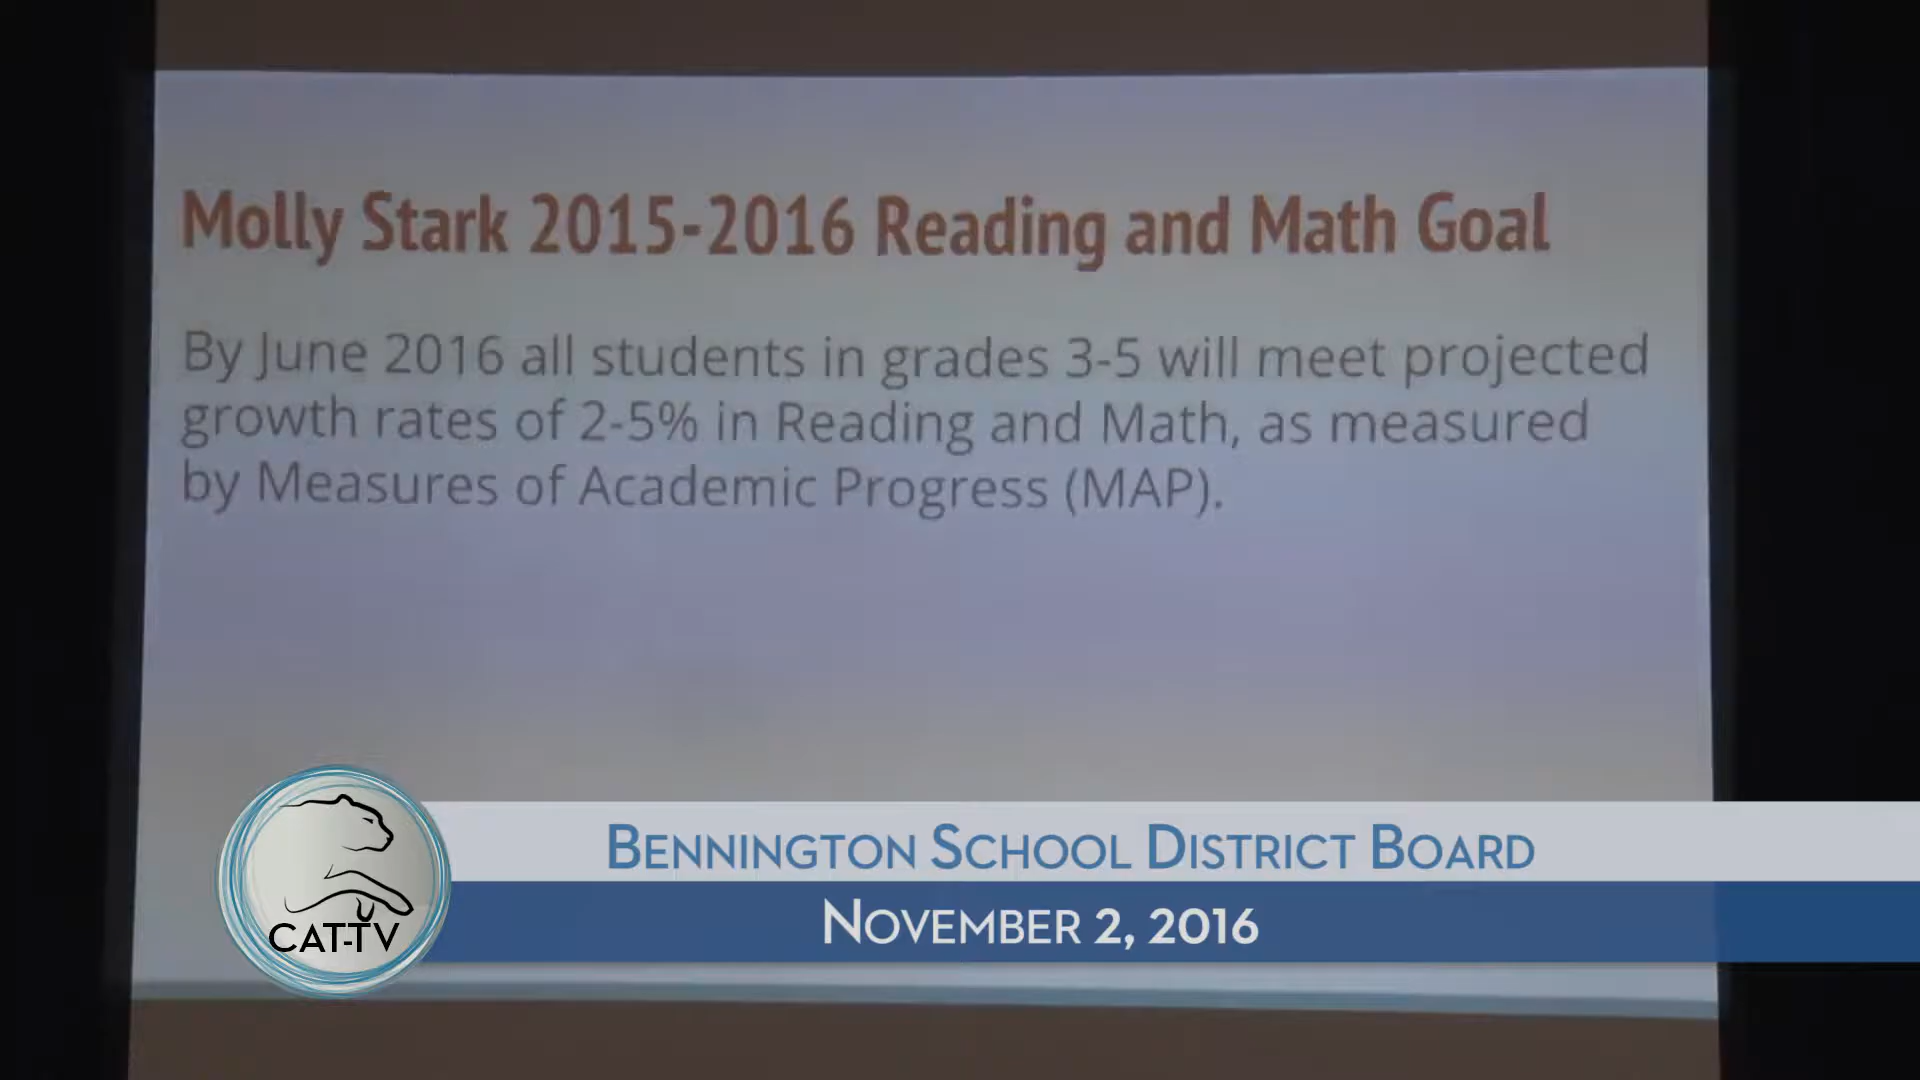 Molly Stark 2015-2016 Reading and Math Goal
By June 2016 all students in grades 3-5 will meet projected
growth rates of 2-5% in Reading and Math, as measured
by Measures of Academic Progress (MAP).
BENNINGTON SCHOOL DISTRICT BOARD
NOVEMBER 2, 2016
CAT-TV